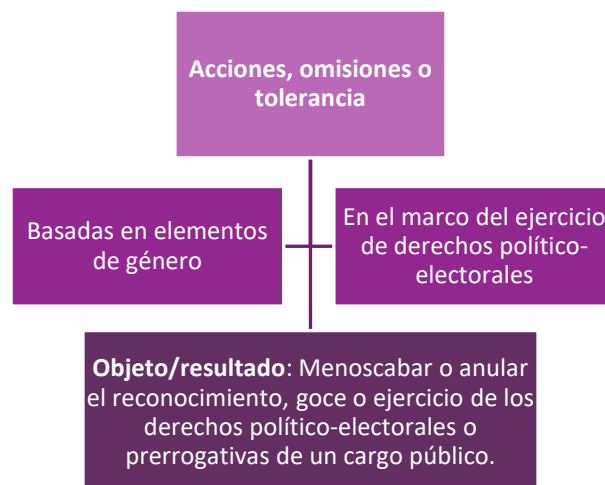 Acciones, omisiones o
tolerancia
Basadas en elementos
de género
En el marco del ejercicio
de derechos político-
electorales
Objeto/resultado: Menoscabar o anular
el reconocimiento, goce o ejercicio de los
derechos político-electorales o
prerrogativas de un cargo público.